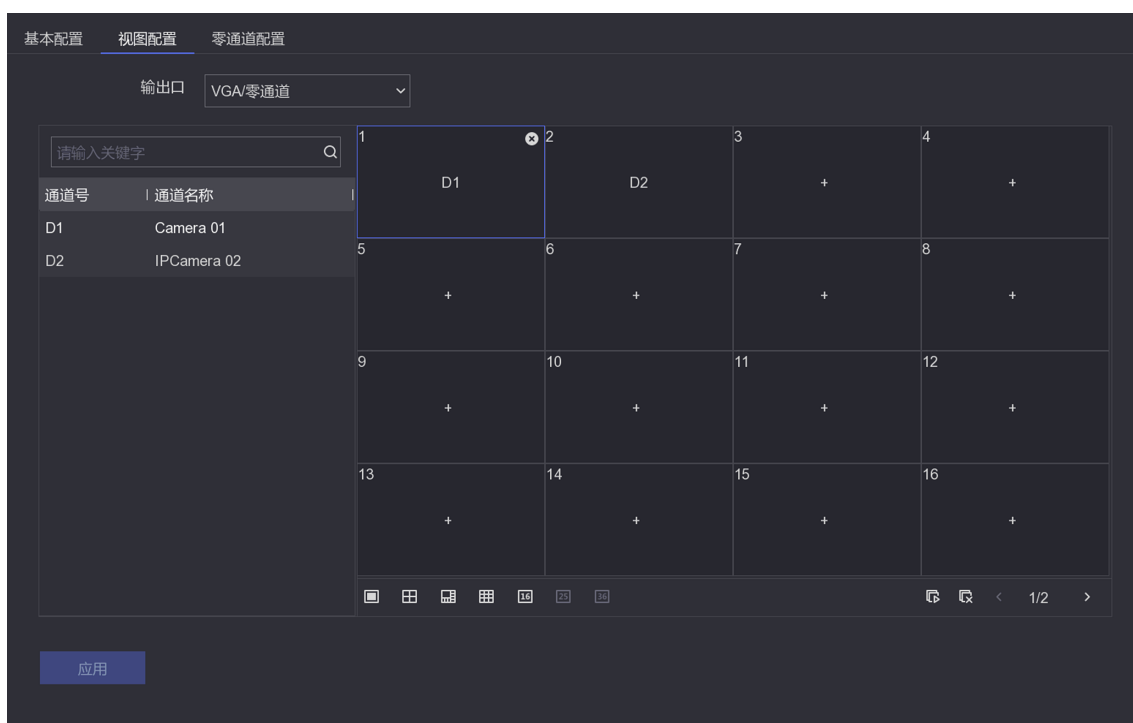 基本配置 视图配置 零通道配置
输出口 VGA/零通道
请输入关键字
通道号 通道名称
D1 Camera 01
D2 IPCamera 02
1 2 3 4
D1 D2 + +
5 6 7 8
+ + + +
9 10 11 12
+ + + +
13 14 15 16
+ + + +
16 25 36 1/2
应用